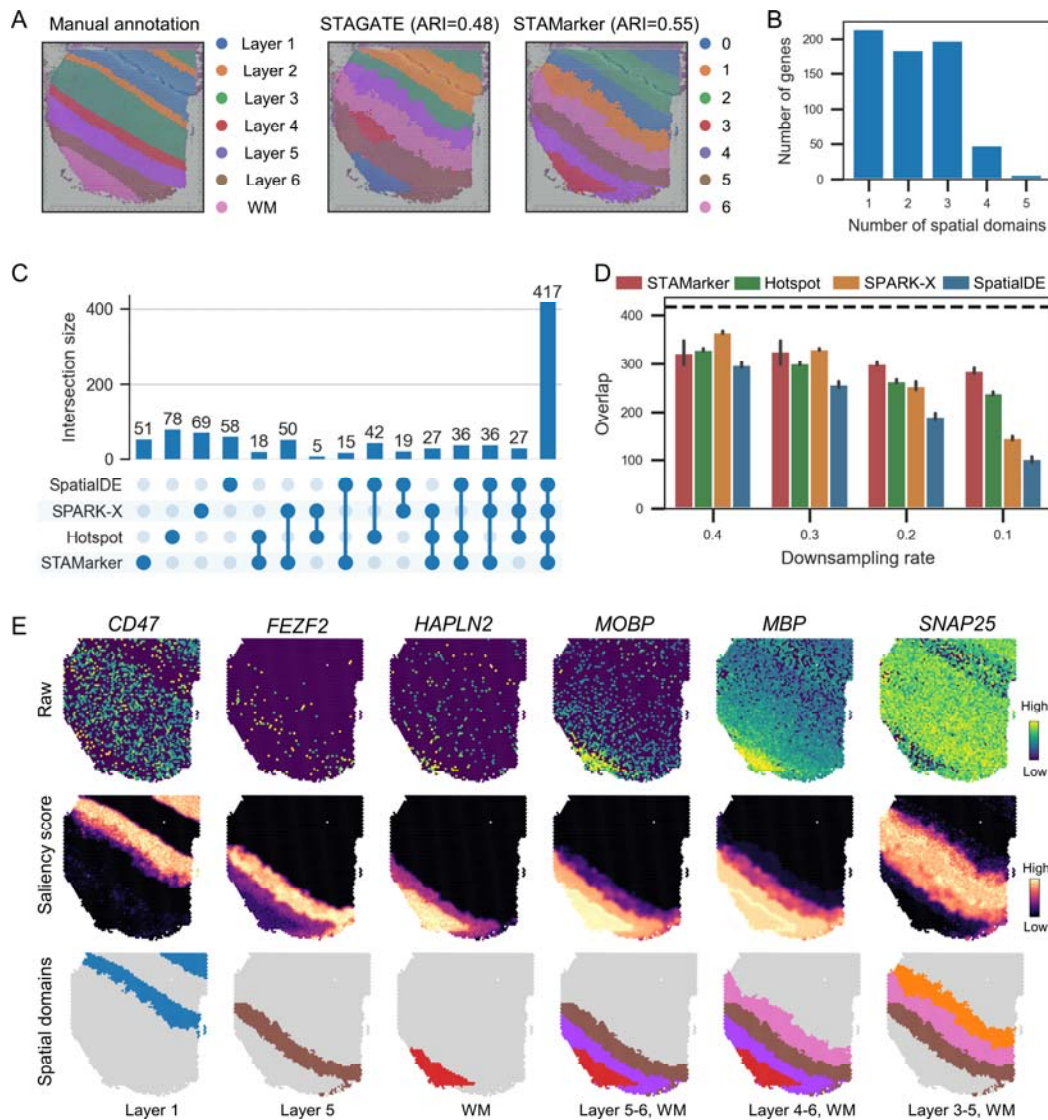 A
Manual annotation
Layer 1
Layer 2
Layer 3
Layer 4
Layer 5
Layer 6
WM
STAGATE (ARI=0.48)
STAMarker (ARI=0.55)
0
1
2
3
4
5
6
B
Number of genes
200
150
100
50
0
1 2 3 4 5
Number of spatial domains
C
Intersection size
400
200
0
51 78 69 58 18 50 5 15 42 19 27 36 36 27 417
SpatialDE
SPARK-X
Hotspot
STAMarker
D
STAMarker Hotspot SPARK-X SpatialDE
Overlap
400
300
200
100
0
0.4 0.3 0.2 0.1
Downsampling rate
E
CD47 FEZF2 HAPLN2 MOBP MBP SNAP25
Raw
High
Low
Saliency score
High
Low
Spatial domains
Layer 1 Layer 5 WM Layer 5-6, WM Layer 4-6, WM Layer 3-5, WM